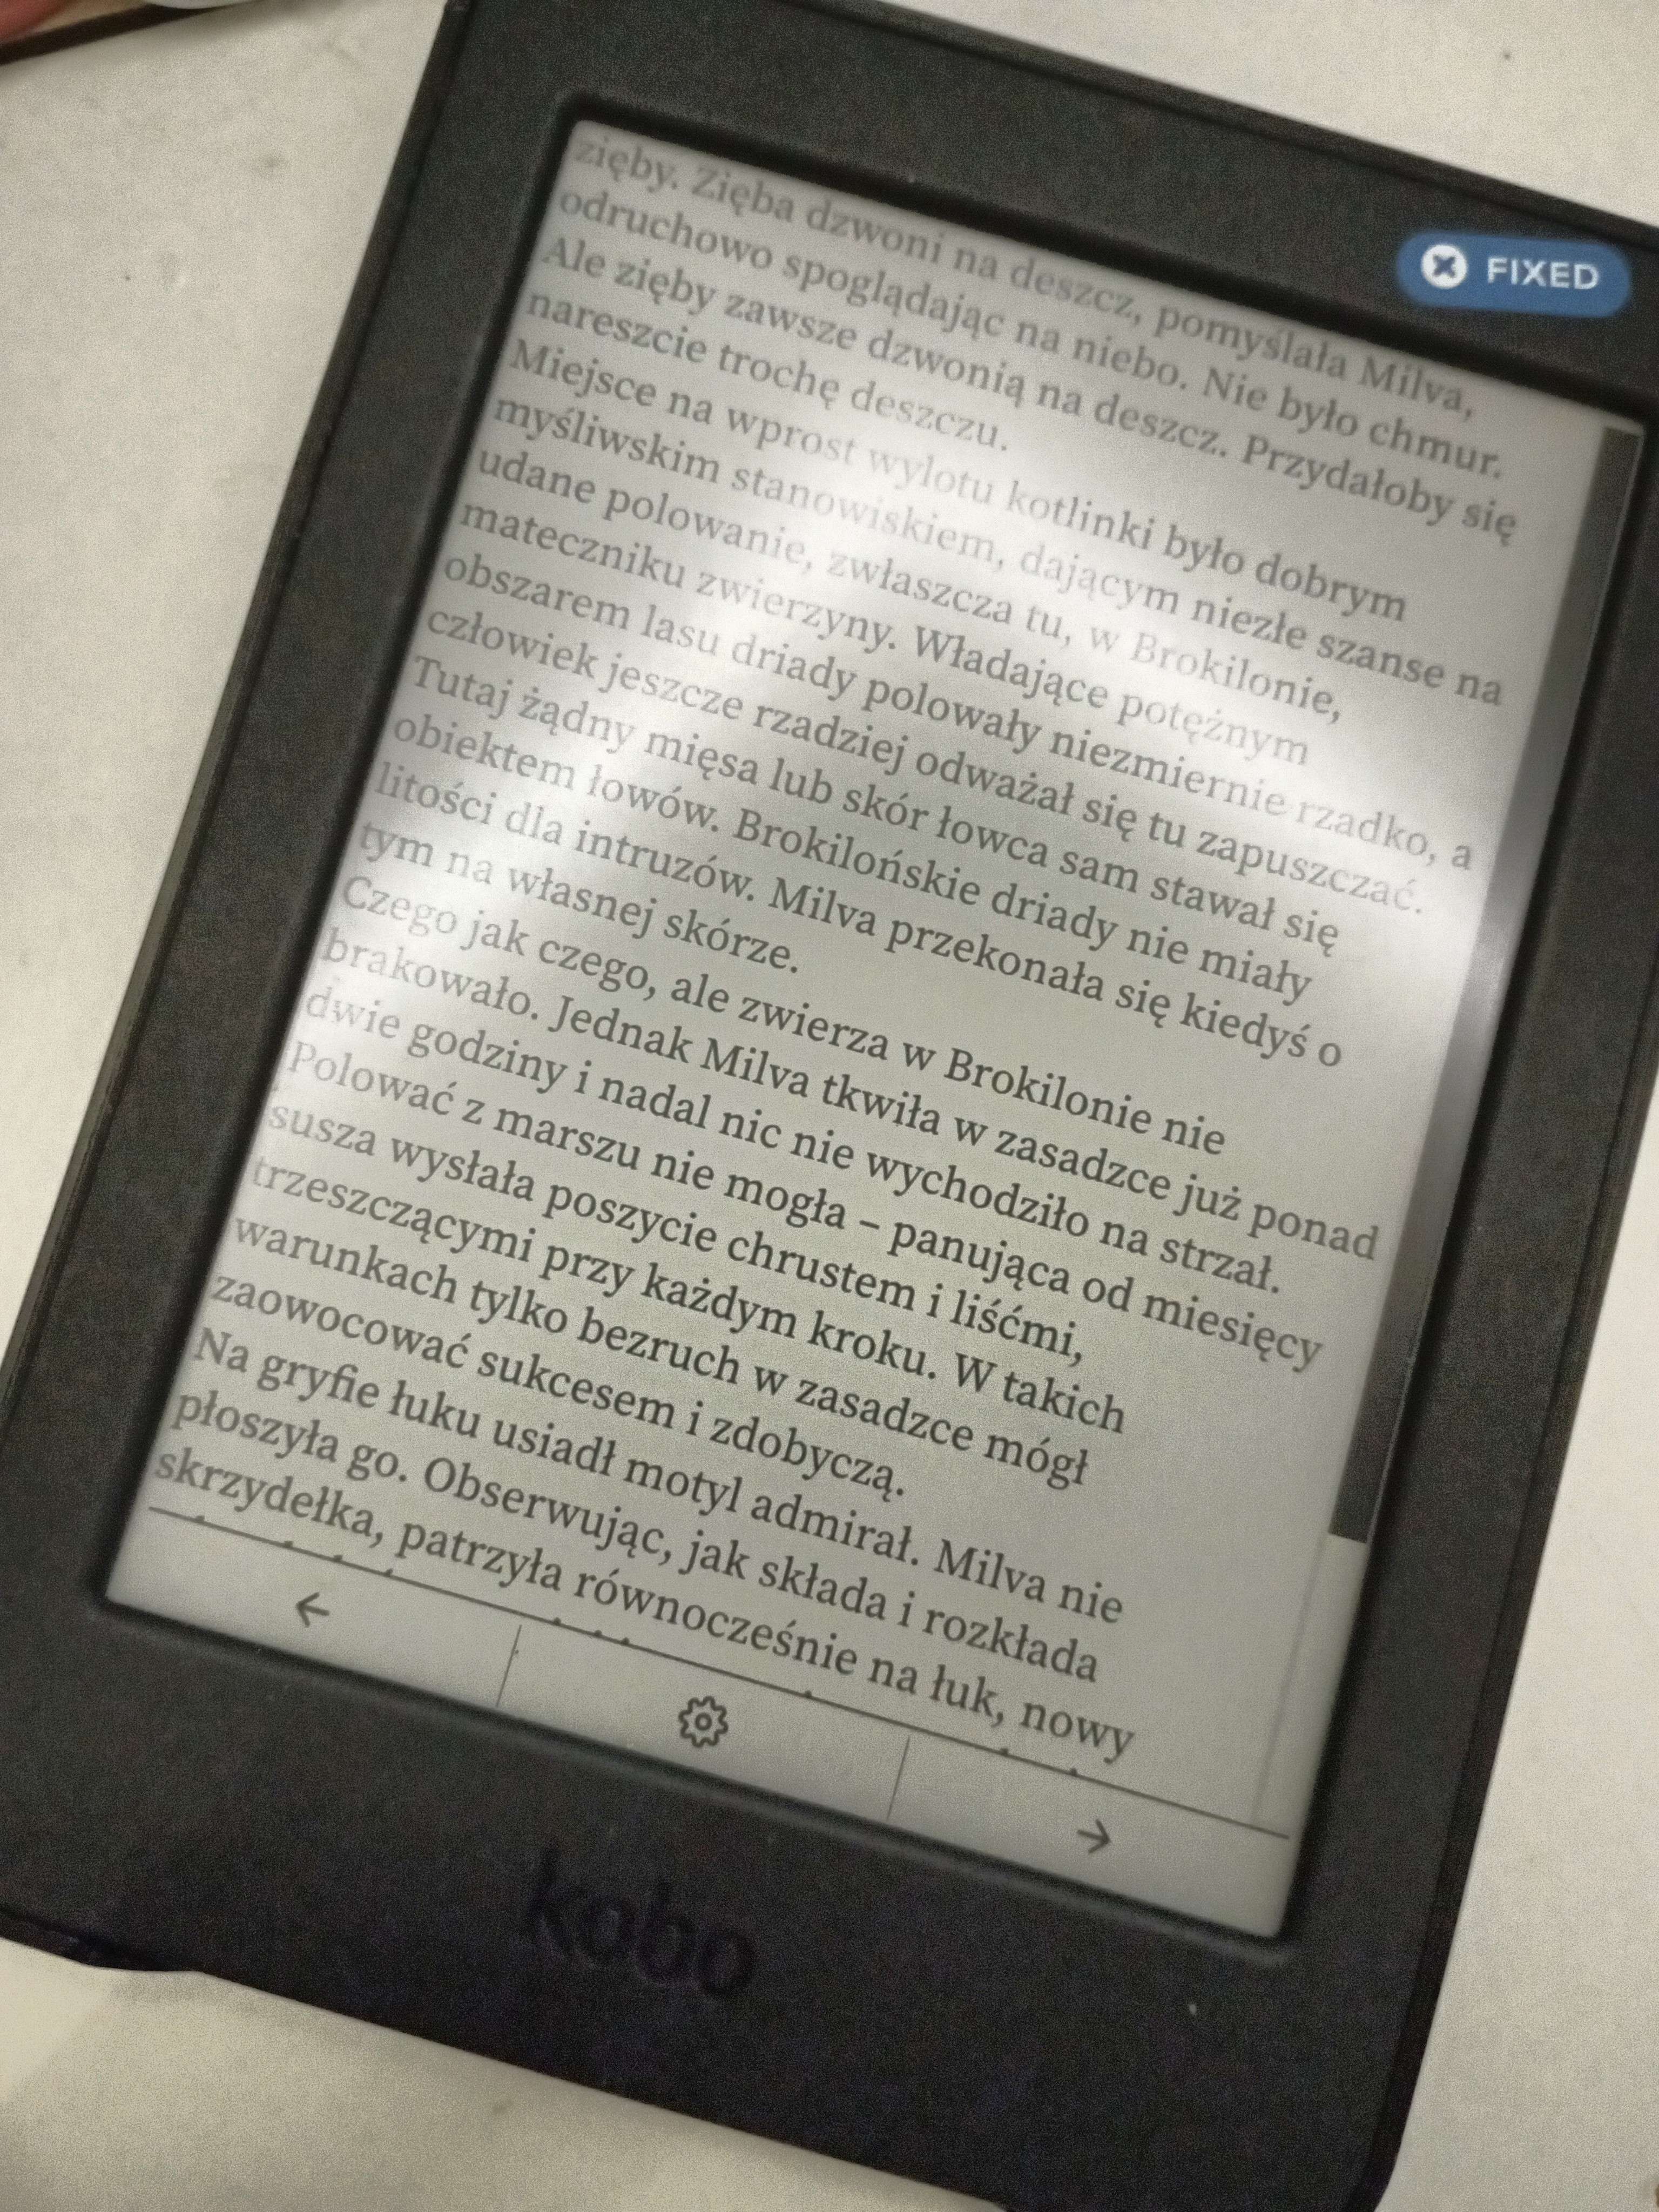 zięby. Zięba dzwoni na deszcz, pomyślała Milva,
odruchowo spoglądając na niebo. Nie było chmur.
Ale zięby zawsze dzwonią na deszcz. Przydałoby się
nareszcie trochę deszczu.
Miejsce na wprost wylotu kotlinki było dobrym
myśliwskim stanowiskiem, dającym niezłe szanse na
udane polowanie, zwłaszcza tu, w Brokilonie,
mateczniku zwierzyny. Władające potężnym
obszarem lasu driady polowały niezmiernie rzadko, a
człowiek jeszcze rzadziej odważał się tu zapuszczać.
Tutaj żądny mięsa lub skór łowca sam stawał się
obiektem łowów. Brokilońskie driady nie miały
litości dla intruzów. Milva przekonała się kiedyś o
tym na własnej skórze.
Czego jak czego, ale zwierza w Brokilonie nie
brakowało. Jednak Milva tkwiła w zasadzce już ponad
dwie godziny i nadal nic nie wychodziło na strzał.
Polować z marszu nie mogła – panująca od miesięcy
susza wysłała poszycie chrustem i liśćmi,
trzeszczącymi przy każdym kroku. W takich
warunkach tylko bezruch w zasadzce mógł
zaowocować sukcesem i zdobyczą.
Na gryfie łuku usiadł motyl admirał. Milva nie
płoszyła go. Obserwując, jak składa i rozkłada
skrzydełka, patrzyła równocześnie na łuk, nowy
kobo
FIXED